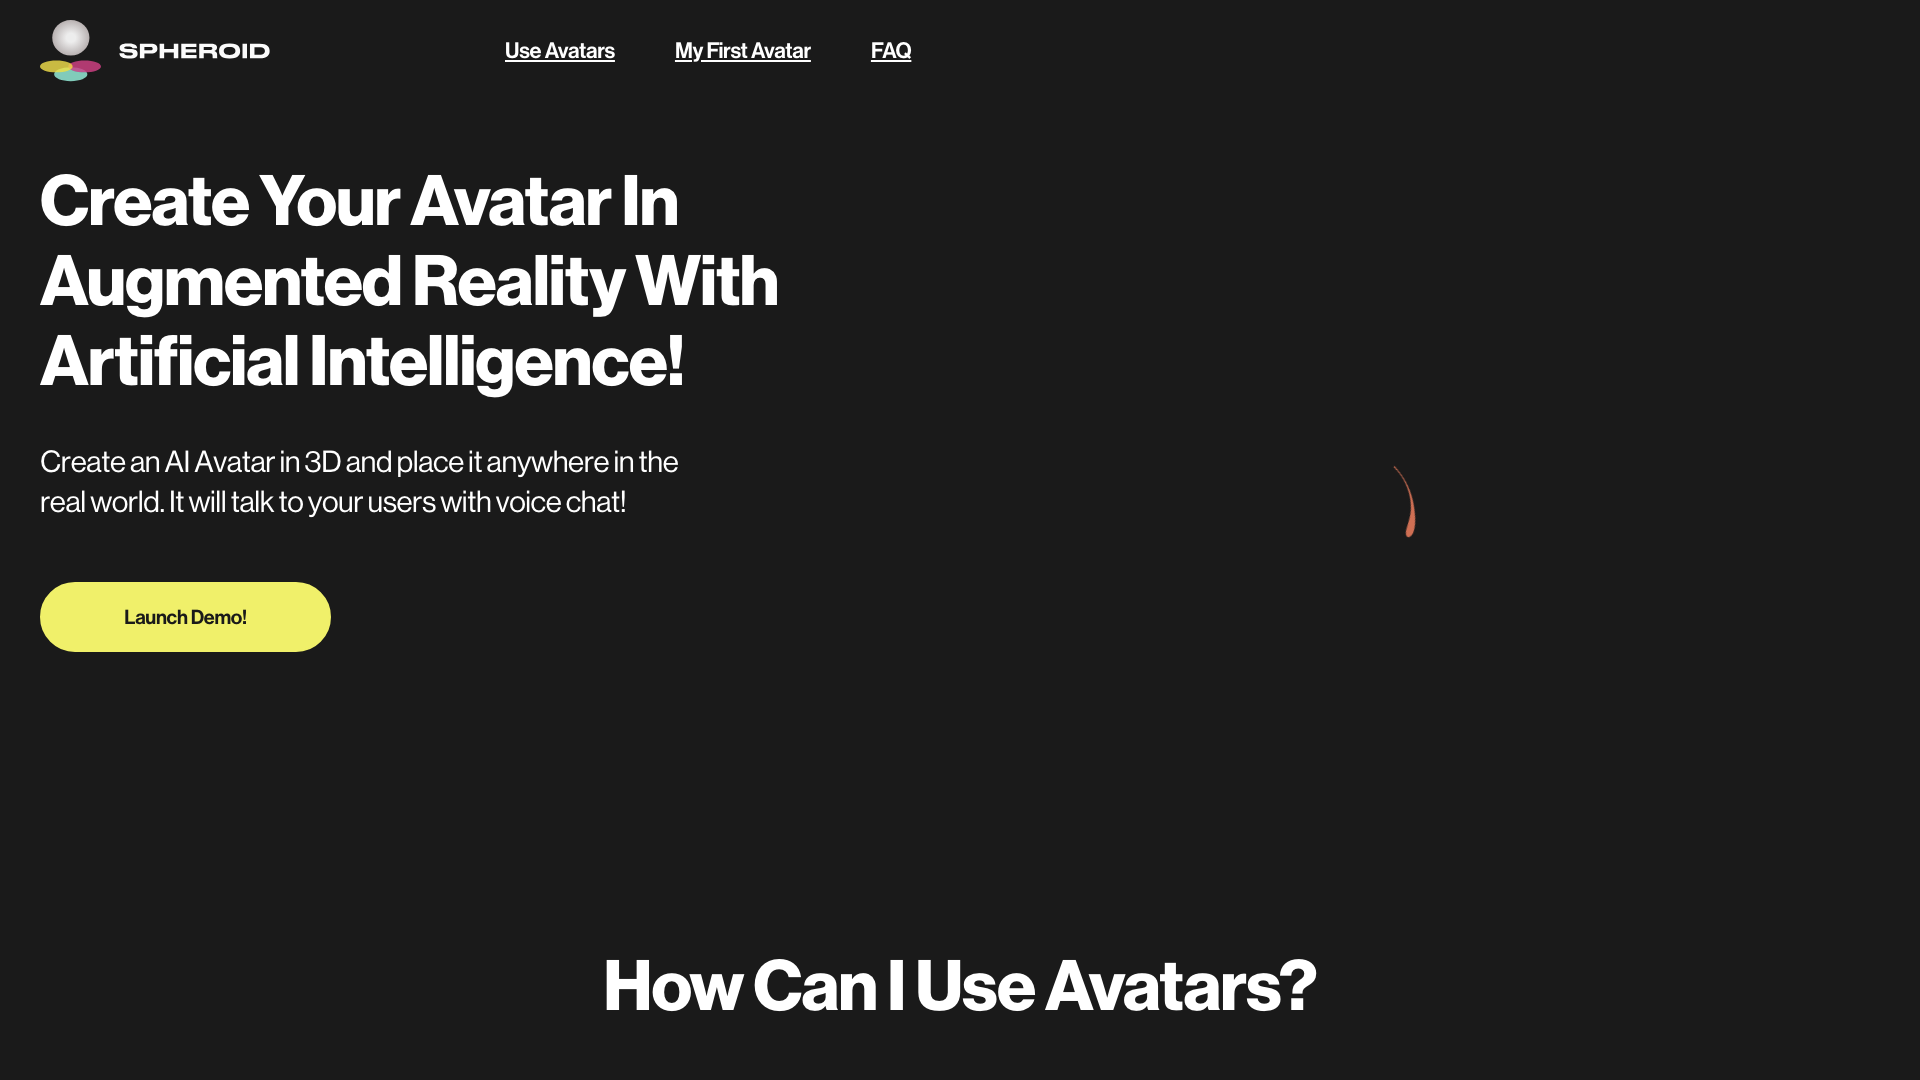 SPHEROID
Use Avatars
My First Avatar
FAQ
Create Your Avatar In
Augmented Reality With
Artificial Intelligence!
Create an AI Avatar in 3D and place it anywhere in the
real world. It will talk to your users with voice chat!
Launch Demo!
How Can I Use Avatars?